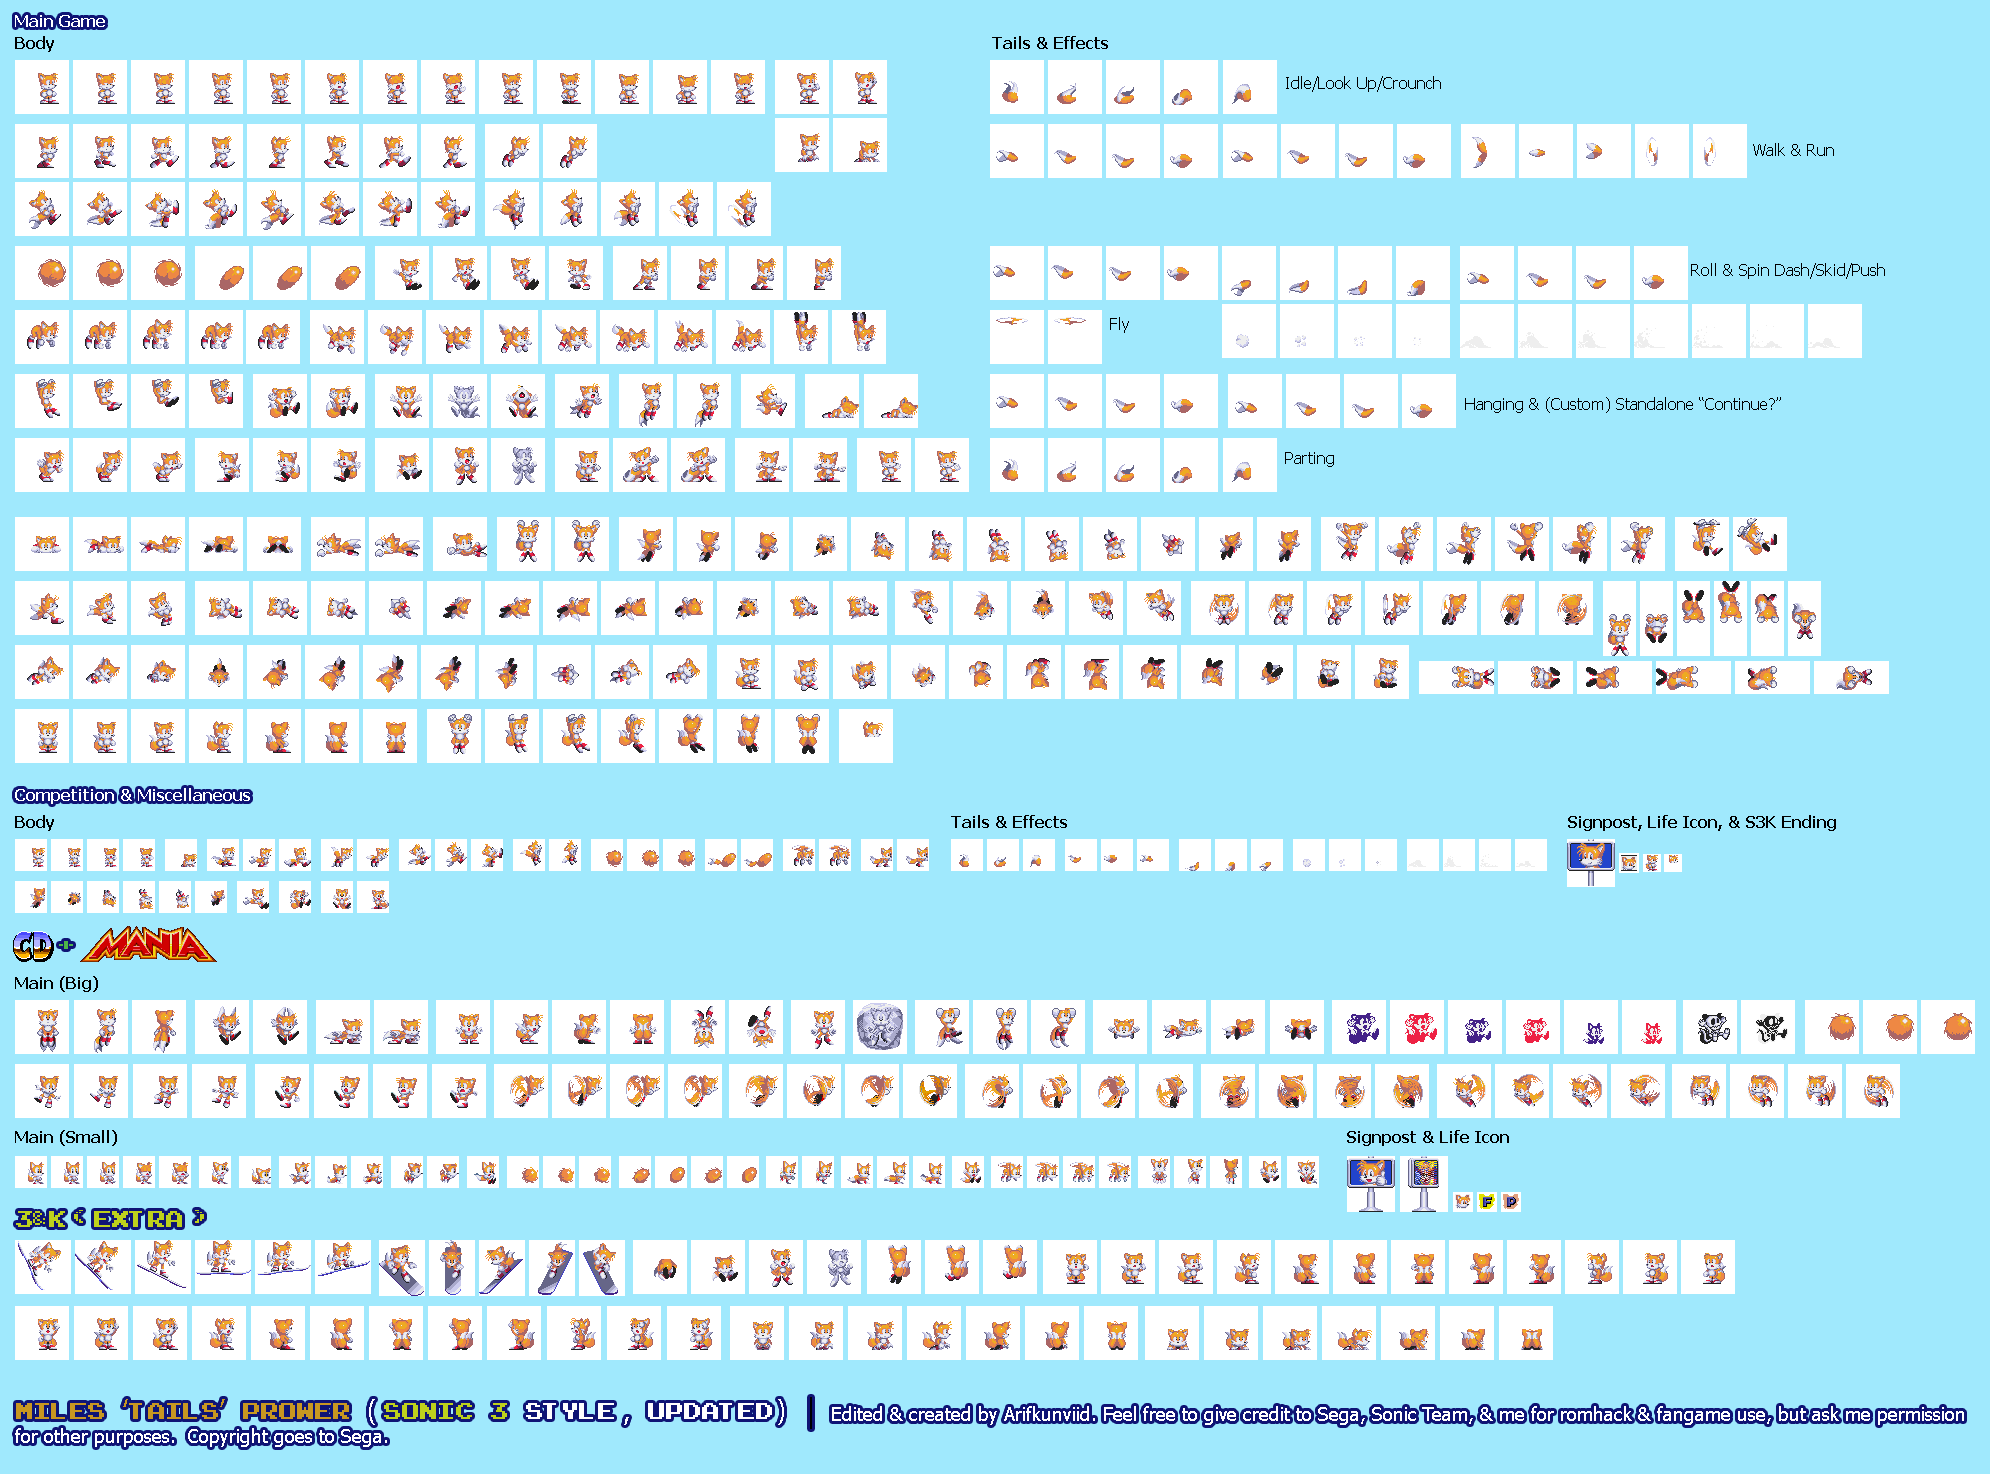 Main Game
Body
Tails & Effects
Idle/Look Up/Crounch
Walk & Run
Roll & Spin Dash/Skid/Push
Fly
Hanging & (Custom) Standalone “Continue?”
Parting
Competition & Miscellaneous
Body
Tails & Effects
Signpost, Life Icon, & S3K Ending
CD+ MANIA
Main (Big)
Main (Small)
Signpost & Life Icon
F
D
3&K (EXTRA)
MILES 'TAILS' PROWER (SONIC 3 STYLE, UPDATED)
Edited & created by Arifkunviid. Feel free to give credit to Sega, Sonic Team, & me for romhack & fangame use, but ask me permission
for other purposes. Copyright goes to Sega.